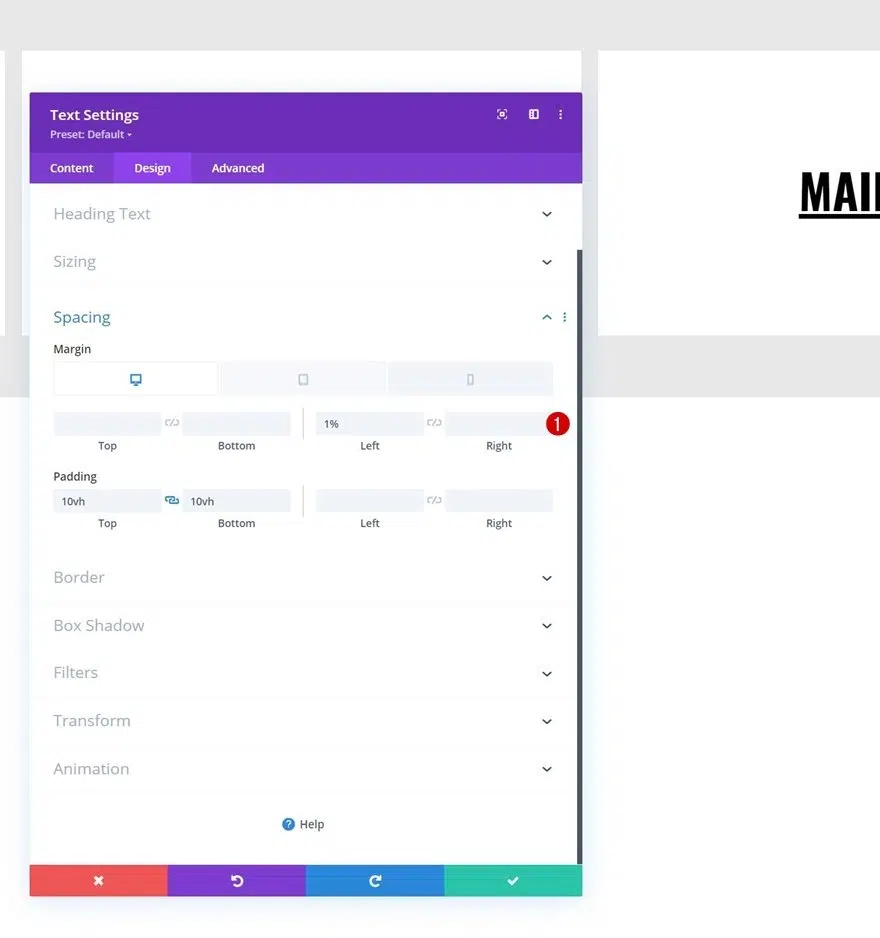 Text Settings
Preset: Default
Content Design Advanced
Heading Text
Sizing
Spacing
Margin
1% 1
Top Bottom Left Right
Padding
10vh 10vh
Top Bottom Left Right
Border
Box Shadow
Filters
Transform
Animation
? Help